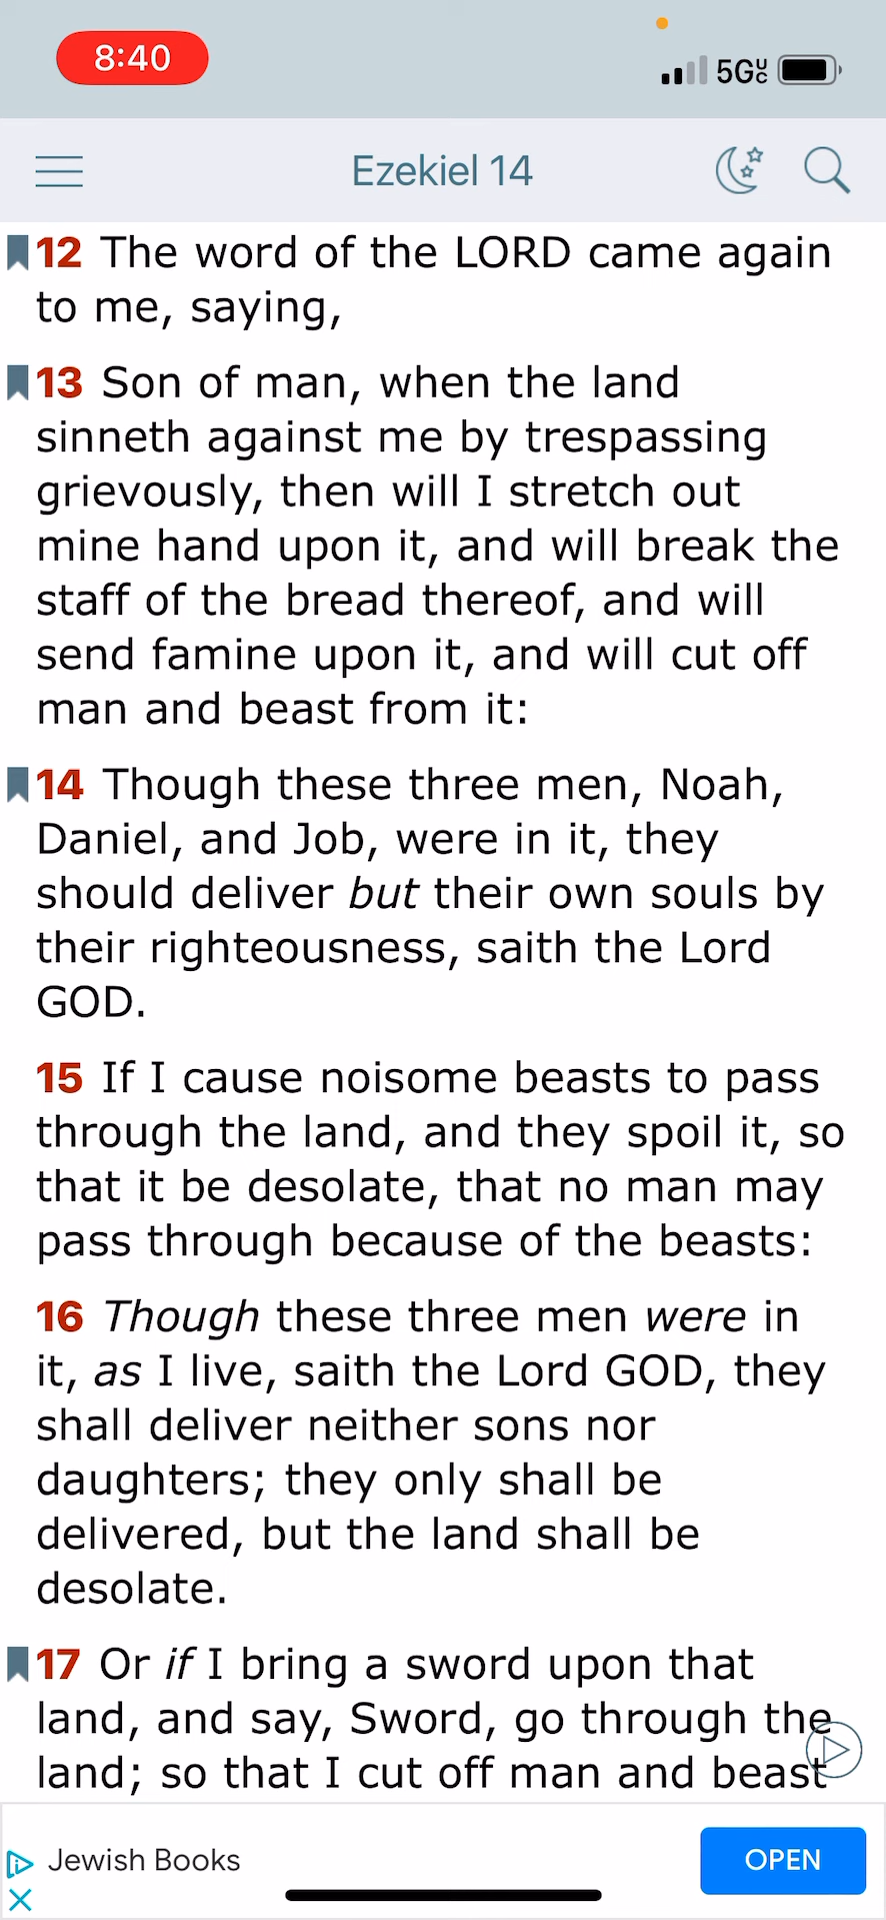 8:40
5GUC
Ezekiel 14
12 The word of the LORD came again
to me, saying,
13 Son of man, when the land
sinneth against me by trespassing
grievously, then will I stretch out
mine hand upon it, and will break the
staff of the bread thereof, and will
send famine upon it, and will cut off
man and beast from it:
14 Though these three men, Noah,
Daniel, and Job, were in it, they
should deliver but their own souls by
their righteousness, saith the Lord
GOD.
15 If I cause noisome beasts to pass
through the land, and they spoil it, so
that it be desolate, that no man may
pass through because of the beasts:
16 Though these three men were in
it, as I live, saith the Lord GOD, they
shall deliver neither sons nor
daughters; they only shall be
delivered, but the land shall be
desolate.
17 Or if I bring a sword upon that
land, and say, Sword, go through the
land; so that I cut off man and beast
Jewish Books
OPEN